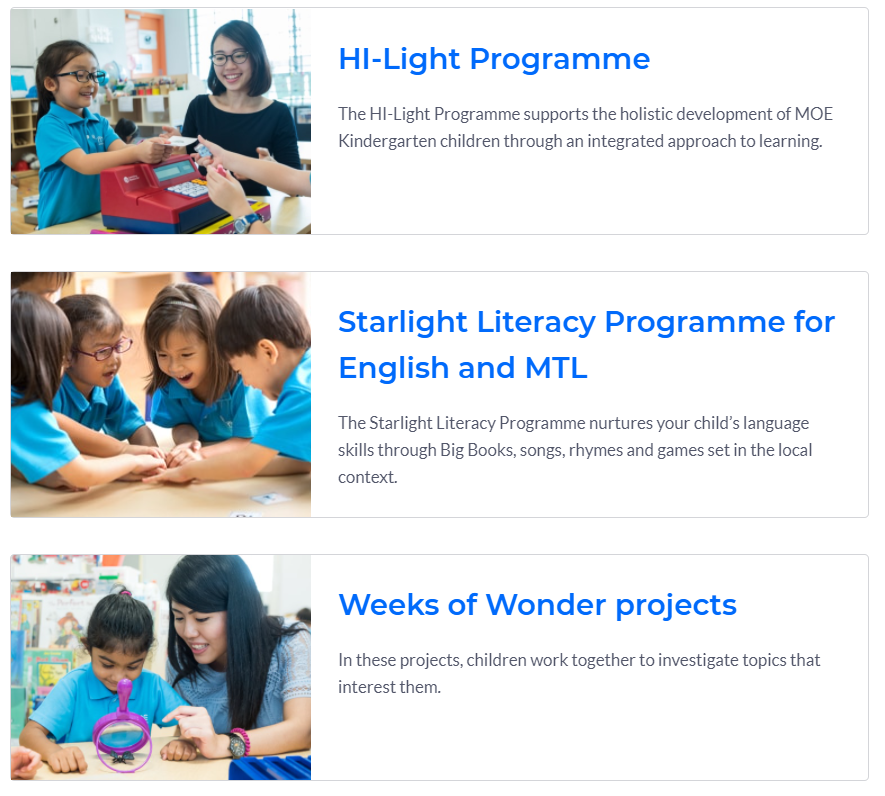 HI-Light Programme
The HI-Light Programme supports the holistic development of MOE
Kindergarten children through an integrated approach to learning.
Starlight Literacy Programme for
English and MTL
The Starlight Literacy Programme nurtures your child’s language
skills through Big Books, songs, rhymes and games set in the local
context.
Weeks of Wonder projects
In these projects, children work together to investigate topics that
interest them.